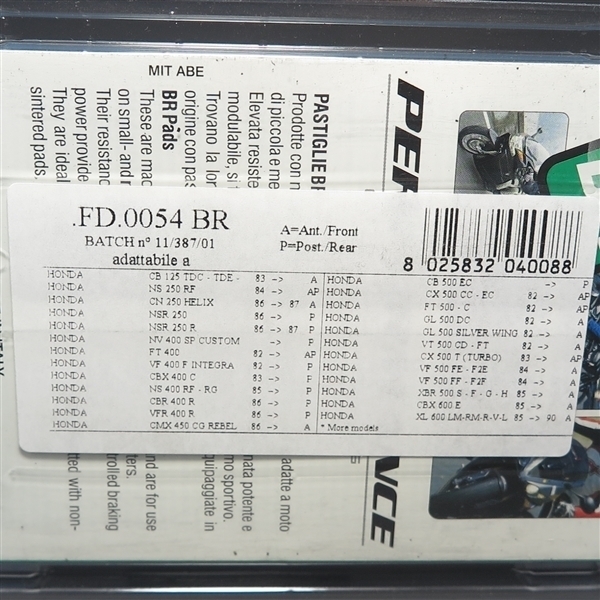 MIT ABE
PASTIGLIE BR
Prodotte con
di piccola e me
Elevata resiste
modulabile, si
Trovano la lor
origine con pas
BR Pads
These are mac
on small- and
Their resistanc
power provide
They are ideal
sintered pads.
PER
.FD.0054 BR
BATCH n° 11/387/01
adattabile a
A=Ant./Front
P=Post./Rear
8 025832 040088
HONDA CB 125 TDC - TDE - 83 -> A
HONDA NS 250 RF 84 -> AP
HONDA CN 250 HELIX 86 -> 87 A
HONDA NSR 250 86 -> P
HONDA NSR 250 R 86 -> 87 P
HONDA NV 400 SP CUSTOM -> P
HONDA FT 400 82 -> AP
HONDA VF 400 F INTEGRA 82 -> P
HONDA CBX 400 C 83 -> P
HONDA NS 400 RF - RG 85 -> P
HONDA CBR 400 R 86 -> P
HONDA VFR 400 R 86 -> P
HONDA CMX 450 CG REBEL 86 -> A
HONDA CB 500 EC -> P
HONDA CX 500 CC - EC 82 -> AP
HONDA FT 500 - C 82 -> AP
HONDA GL 500 DC 82 -> A
HONDA GL 500 SILVER WING 82 -> A
HONDA VT 500 CD - FT 82 -> A
HONDA CX 500 T (TURBO) 83 -> AP
HONDA VF 500 FE - F2E 84 -> A
HONDA VF 500 FF - F2F 84 -> A
HONDA XBR 500 S - F - G - H 85 -> A
HONDA CBX 600 E -> A
HONDA XL 600 LM-RM-R-V-L 85 -> 90 A
* More models
and are for use
ters.
trolled braking
tted with non-
adatte a moto
mo sportivo.
nata potente e
quipaggiate in
NCE